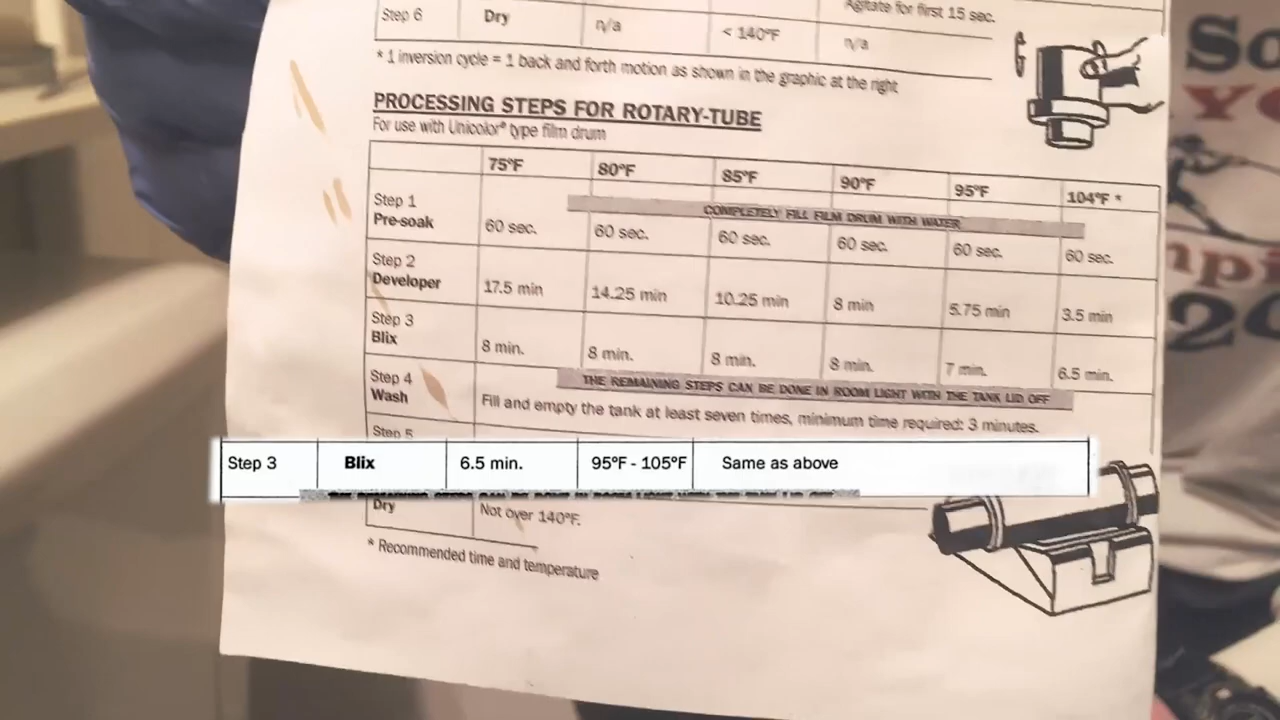 Agitate for first 15 sec.
Step 6 Dry n/a < 140°F n/a
* 1 inversion cycle = 1 back and forth motion as shown in the graphic at the right
PROCESSING STEPS FOR ROTARY-TUBE
For use with Unicolor® type film drum
75°F 80°F 85°F 90°F 95°F 104°F *
COMPLETELY FILL FILM DRUM WITH WATER
Step 1
Pre-soak 60 sec. 60 sec. 60 sec. 60 sec. 60 sec. 60 sec.
Step 2
Developer 17.5 min 14.25 min 10.25 min 8 min 5.75 min 3.5 min
Step 3
Blix 8 min. 8 min. 8 min. 8 min. 7 min. 6.5 min.
THE REMAINING STEPS CAN BE DONE IN ROOM LIGHT WITH THE TANK LID OFF
Step 4
Wash Fill and empty the tank at least seven times, minimum time required: 3 minutes.
Step 5
Step 3 Blix 6.5 min. 95°F - 105°F Same as above
Dry Not over 140°F.
* Recommended time and temperature